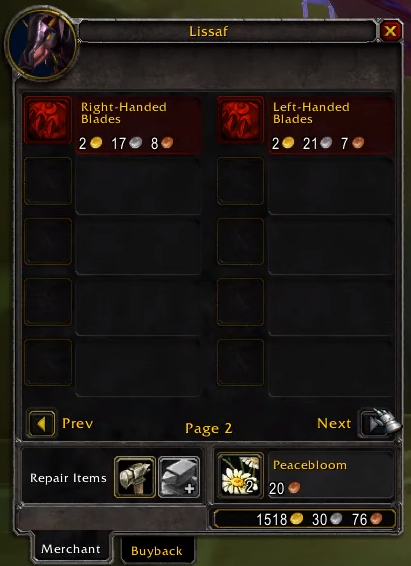 Lissaf
Right-Handed
Blades
2 17 8
Left-Handed
Blades
2 21 7
Prev
Page 2
Next
Repair Items
2
Peacebloom
20
1518 30 76
Merchant
Buyback